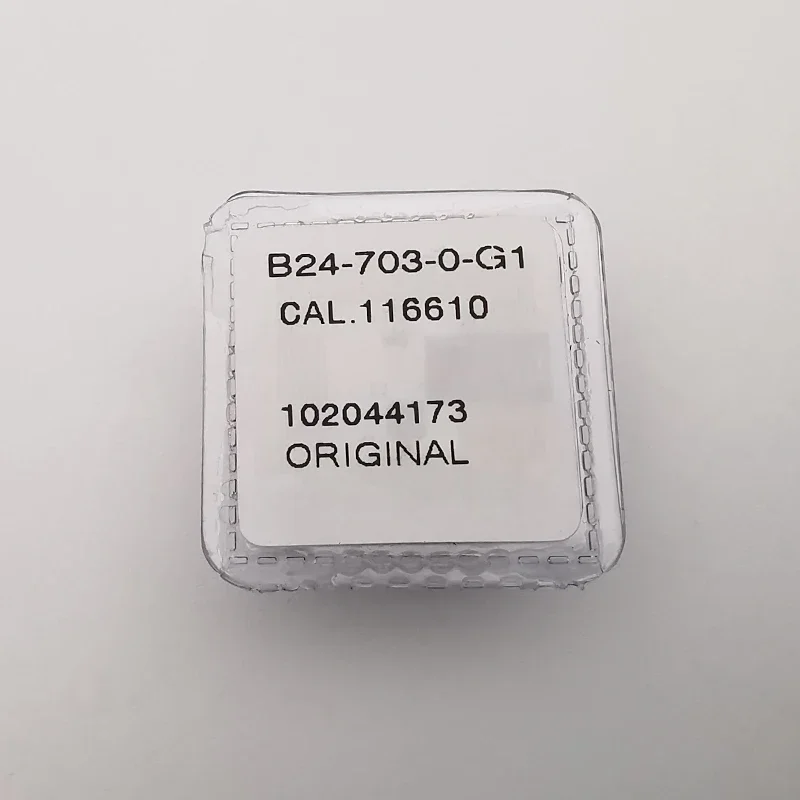 B24-703-0-G1
CAL.116610
102044173
ORIGINAL